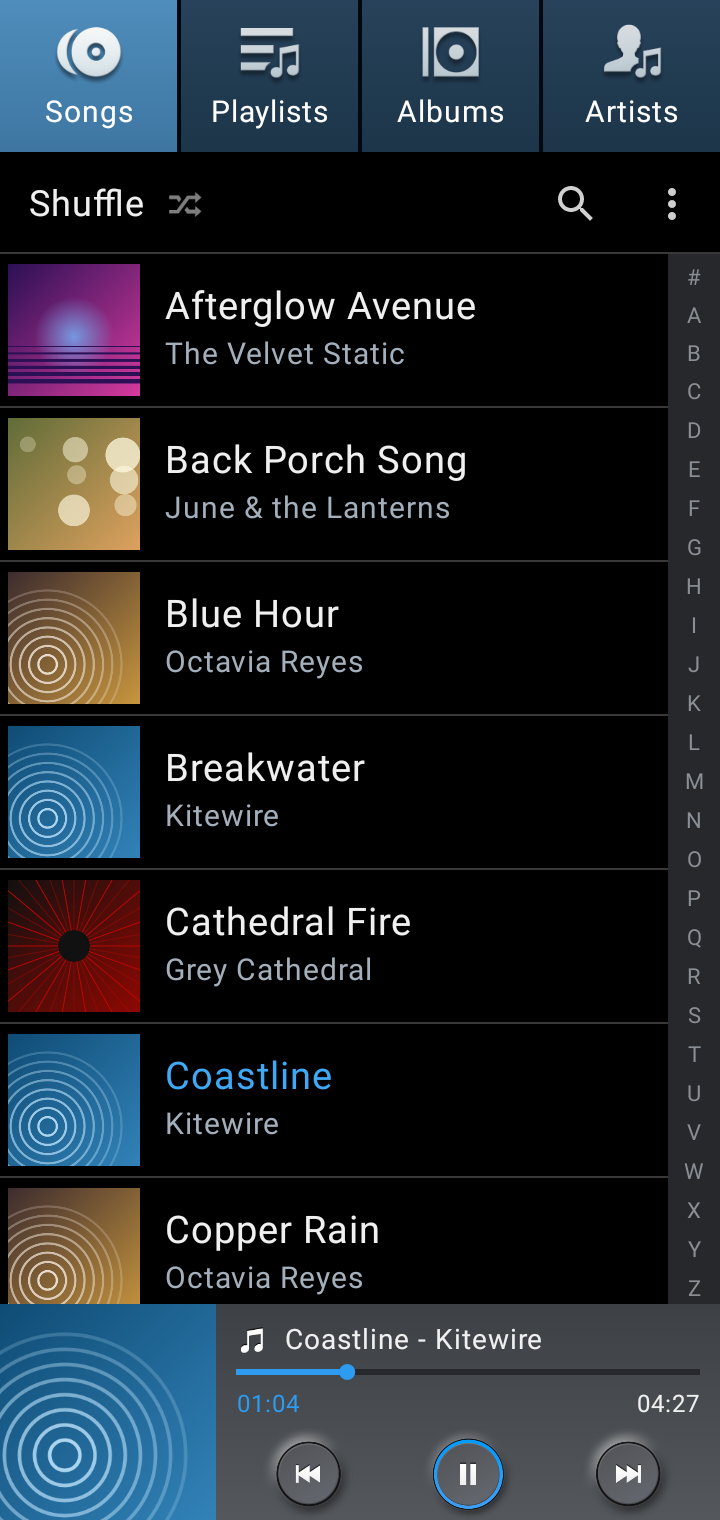 Songs
Playlists
Albums
Artists
Shuffle
Afterglow Avenue
The Velvet Static
Back Porch Song
June & the Lanterns
Blue Hour
Octavia Reyes
Breakwater
Kitewire
Cathedral Fire
Grey Cathedral
Coastline
Kitewire
Copper Rain
Octavia Reyes
#
A
B
C
D
E
F
G
H
I
J
K
L
M
N
O
P
Q
R
S
T
U
V
W
X
Y
Z
Coastline - Kitewire
01:04
04:27